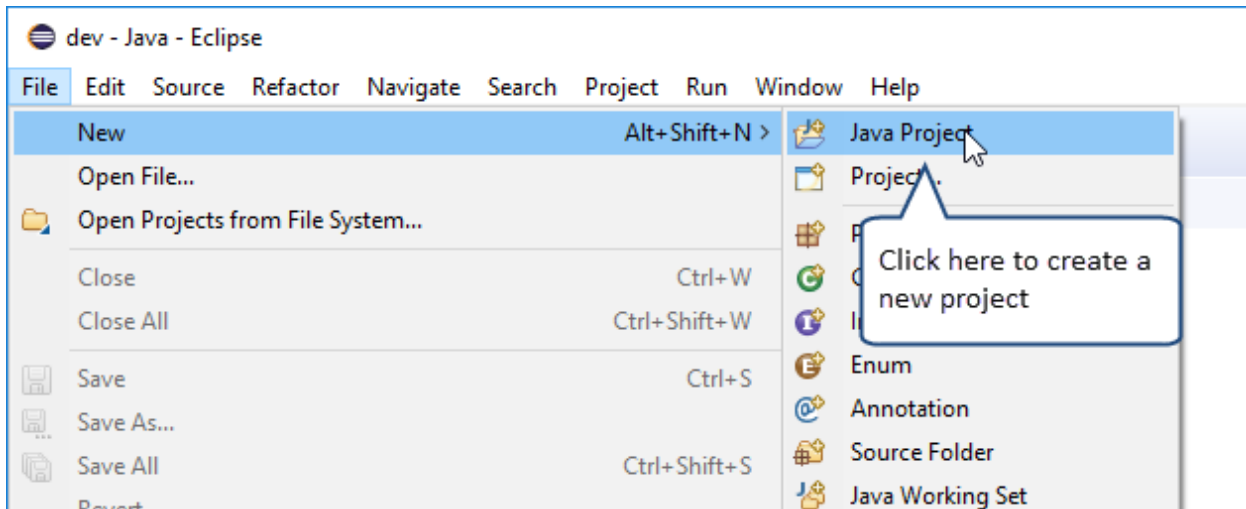 dev - Java - Eclipse
File Edit Source Refactor Navigate Search Project Run Window Help
New Alt+Shift+N >
Open File...
Open Projects from File System...
Close Ctrl+W
Close All Ctrl+Shift+W
Save Ctrl+S
Save As...
Save All Ctrl+Shift+S
Java Project
Project...
Click here to create a
new project
Enum
Annotation
Source Folder
Java Working Set